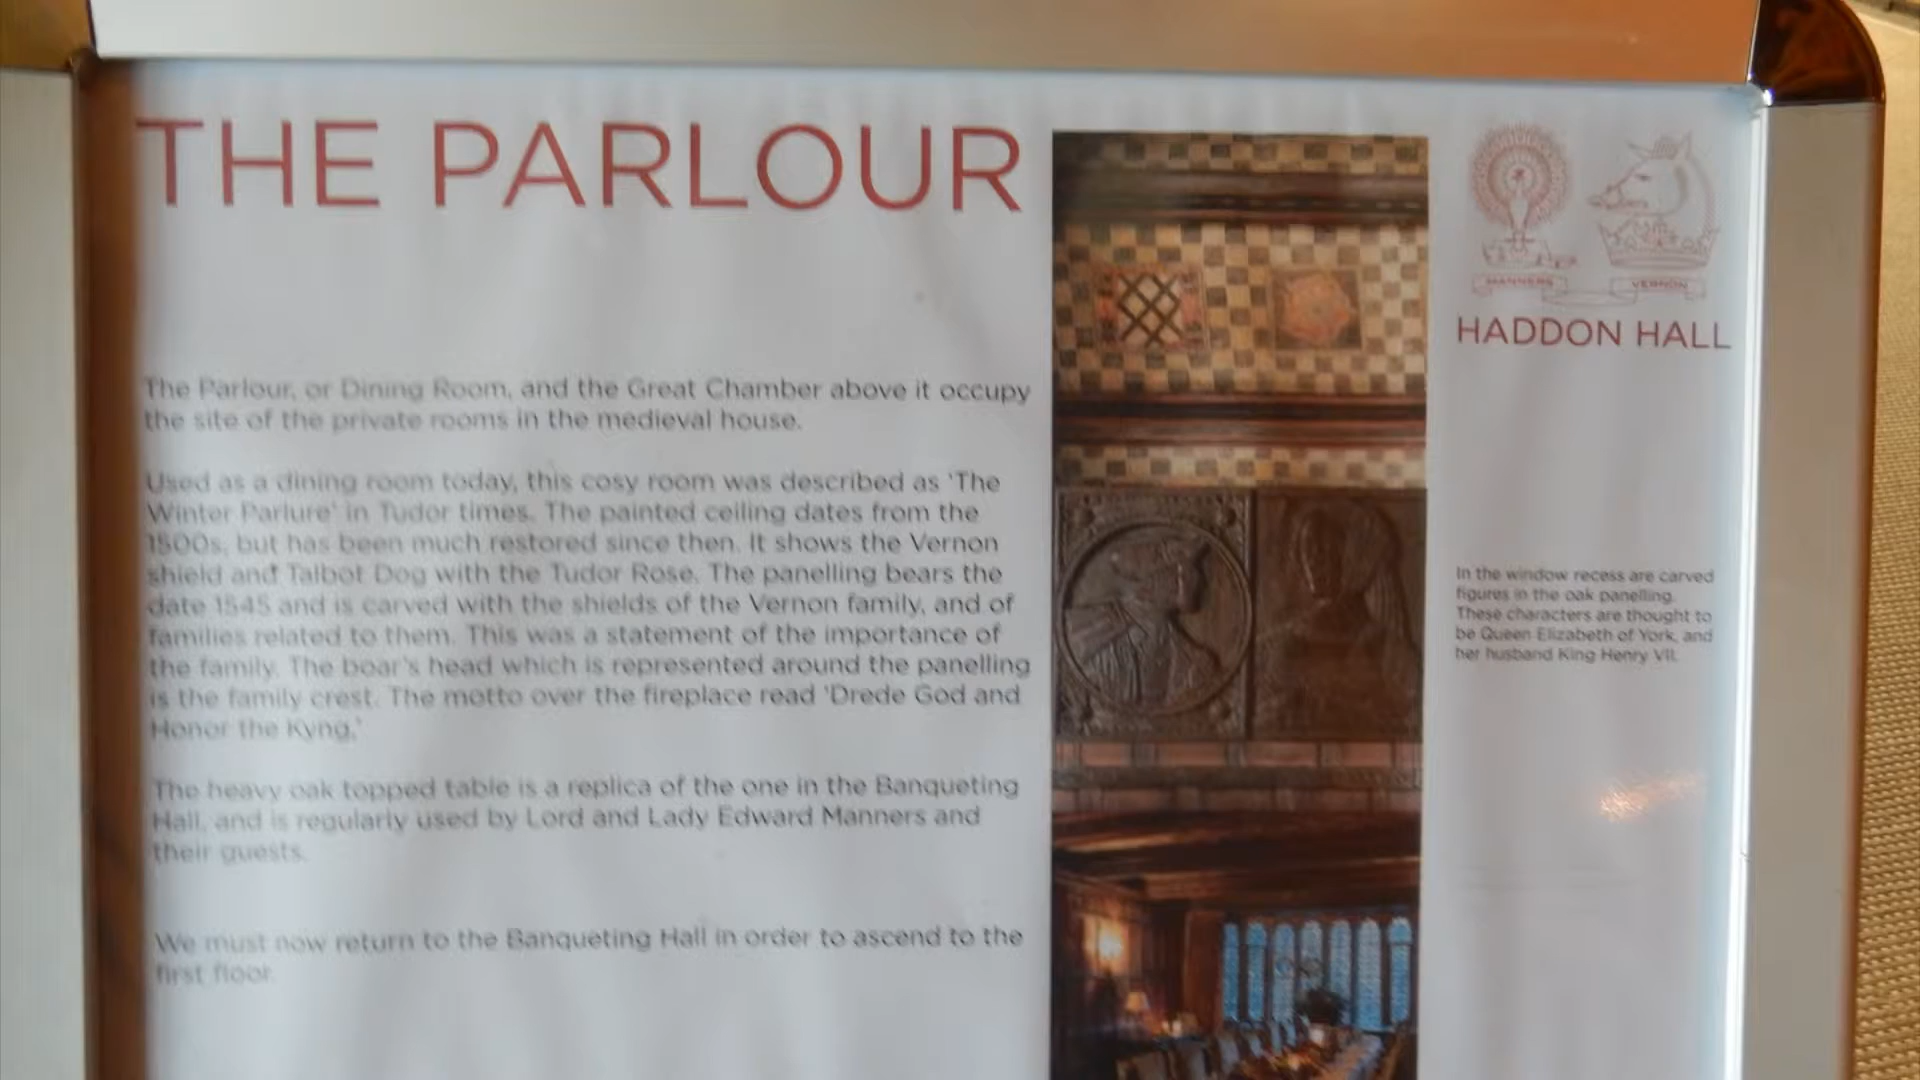 THE PARLOUR
The Parlour, or Dining Room, and the Great Chamber above it occupy
the site of the private rooms in the medieval house.
Used as a dining room today, this cosy room was described as 'The
Winter Parlure' in Tudor times. The painted ceiling dates from the
1500s, but has been much restored since then. It shows the Vernon
shield and Talbot Dog with the Tudor Rose. The panelling bears the
date 1545 and is carved with the shields of the Vernon family, and of
families related to them. This was a statement of the importance of
the family. The boar's head which is represented around the panelling
is the family crest. The motto over the fireplace read 'Drede God and
Honor the Kyng.'
The heavy oak topped table is a replica of the one in the Banqueting
Hall, and is regularly used by Lord and Lady Edward Manners and
their guests.
We must now return to the Banqueting Hall in order to ascend to the
first floor.
MANNERS VERNON
HADDON HALL
In the window recess are carved
figures in the oak panelling.
These characters are thought to
be Queen Elizabeth of York, and
her husband King Henry VII.